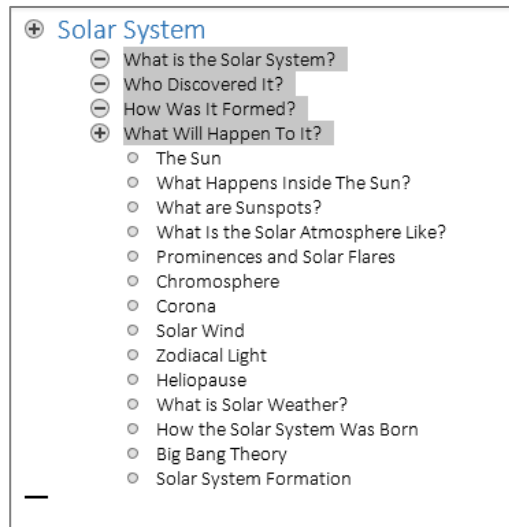 Solar System
What is the Solar System?
Who Discovered It?
How Was It Formed?
What Will Happen To It?
The Sun
What Happens Inside The Sun?
What are Sunspots?
What Is the Solar Atmosphere Like?
Prominences and Solar Flares
Chromosphere
Corona
Solar Wind
Zodiacal Light
Heliopause
What is Solar Weather?
How the Solar System Was Born
Big Bang Theory
Solar System Formation